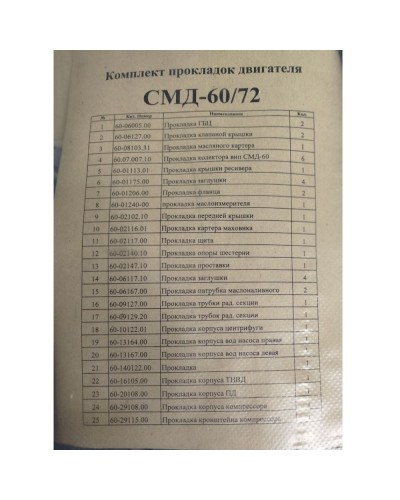 Комплект прокладок двигателя
СМД-60/72
№ Кат. Номер Наименование Кол.
1 60-06005.00 Прокладка ГБЦ 2
2 60-06127.00 Прокладка клапаной крышки 2
3 60-08103.31 Прокладка масляного картера 1
4 60.07.007.10 Прокладка колектора вып СМД-60 6
5 60-01113.01 Прокладка крышки ресивера 1
6 60-01175.00 Прокладка заглушки 4
7 60-01206.00 Прокладка фланца 2
8 60-01240-00 прокладка маслоизмерителя 1
9 60-02102.10 Прокладка передней крышки 1
10 60-02116.01 Прокладка картера маховика 1
11 60-02117.00 Прокладка щита 1
12 60-02140.10 Прокладка опоры шестерни 1
13 60-02147.10 Прокладка проставки 1
14 60-06117.10 Прокладка заглушки 4
15 60-06167.00 Прокладка патрубка маслоналивного 2
16 60-09127.00 Прокладка трубки рад. секции 1
17 60-09129.20 Прокладка трубок рад. секции 1
18 60-10122.01 Прокладка корпуса центрифуги 1
19 60-13164.00 Прокладка корпуса вод насоса правая 1
20 60-13167.00 Прокладка корпуса вод насоса левая 1
21 60-140122.00 Прокладка 1
22 60-16105.00 Прокладка корпуса ТННД 1
23 60-20108.00 Прокладка корпуса ПД
24 60-29108.00 Прокладка корпуса компрессора
25 60-29115.00 Прокладка кронштейна компрессора